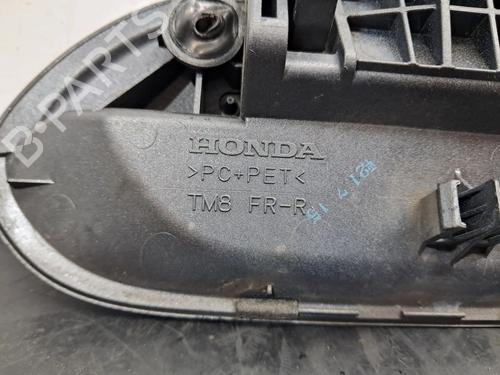 HONDA
>PC+PET<
TM8 FR-R
B-PARTS